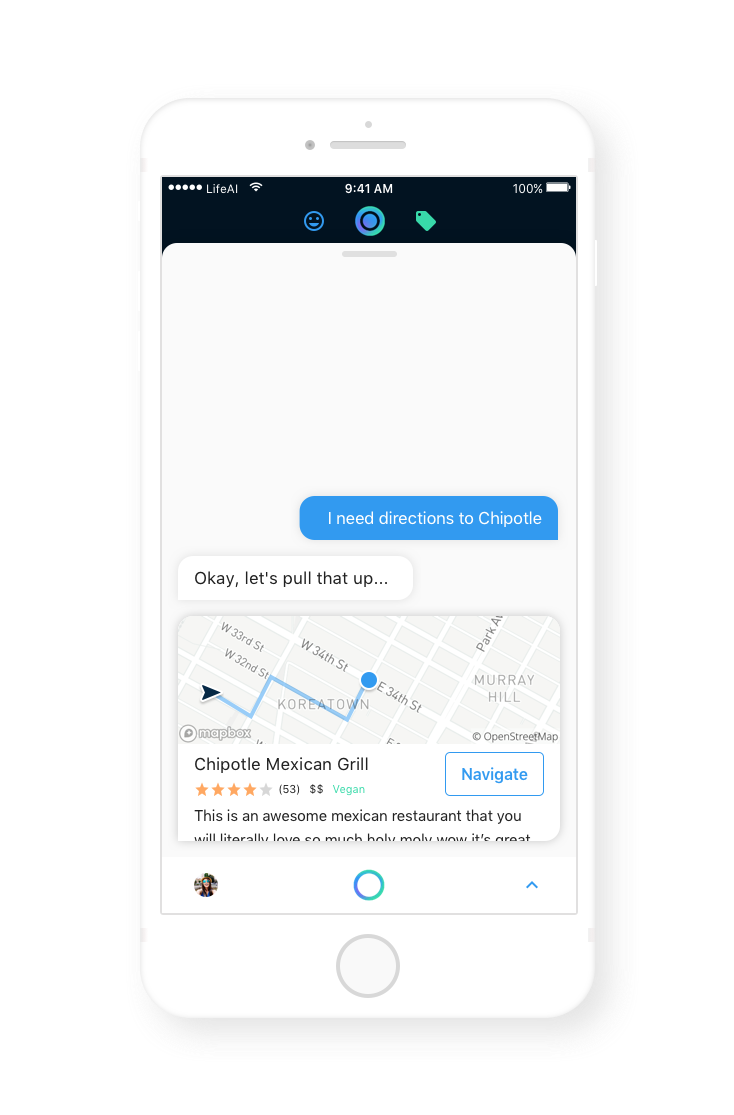 LifeAI 9:41 AM 100%
I need directions to Chipotle
Okay, let's pull that up...
W 33rd St
W 34th St
Park Av
W 32nd St
MURRAY
HILL
E 34th St
KOREATOWN
mapbox
© OpenStreetMap
Chipotle Mexican Grill
Navigate
(53) $$ Vegan
This is an awesome mexican restaurant that you
will literally love so much holy moly wow it’s great